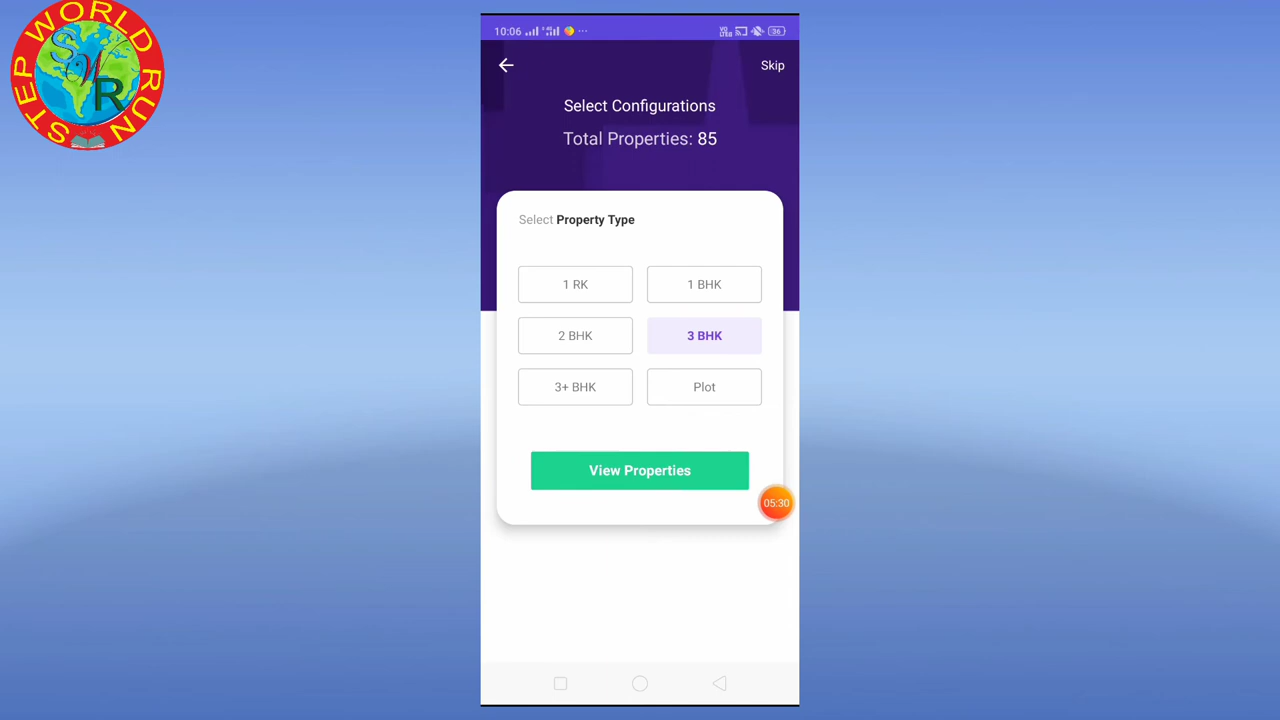 STEP WORLD RUN
S W R
10:06
36
Skip
Select Configurations
Total Properties: 85
Select Property Type
1 RK
1 BHK
2 BHK
3 BHK
3+ BHK
Plot
View Properties
05:30